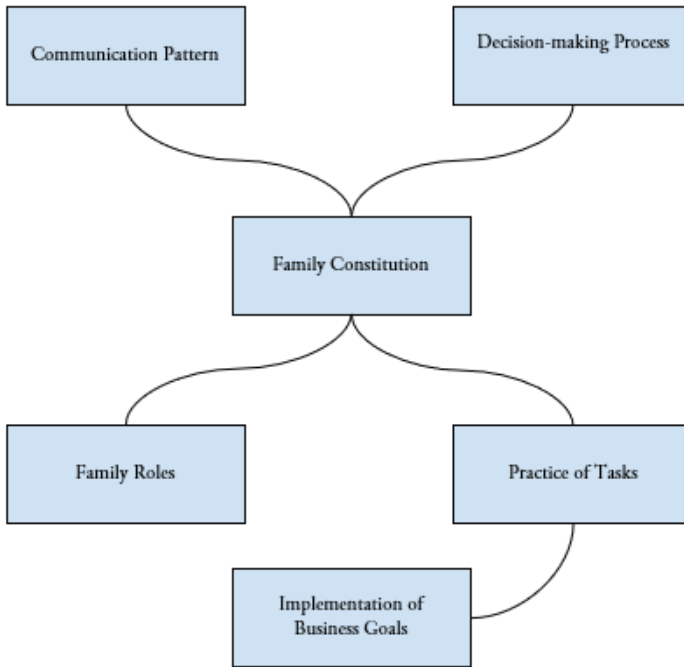 Communication Pattern
Decision-making Process
Family Constitution
Family Roles
Practice of Tasks
Implementation of
Business Goals